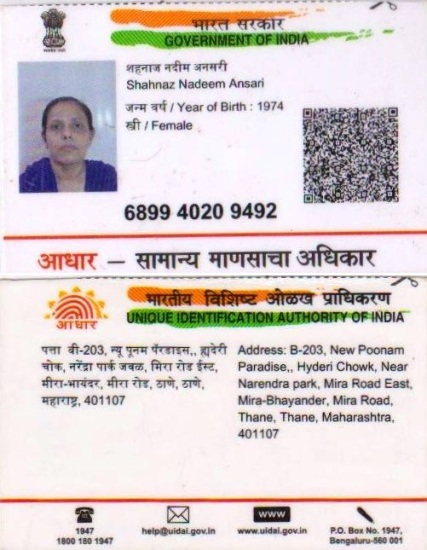 भारत सरकार
GOVERNMENT OF INDIA
शहनाज नदीम अनसरी
Shahnaz Nadeem Ansari
जन्म वर्ष / Year of Birth : 1974
स्त्री / Female
6899 4020 9492
आधार — सामान्य माणसाचा अधिकार
भारतीय विशिष्ट ओळख प्राधिकरण
UNIQUE IDENTIFICATION AUTHORITY OF INDIA
आधार
पत्ता बी-203, न्यू पूनम पॅरडाइस,, ह्यदेरी
चोक, नरेंद्रा पार्क जवळ, मिरा रोड ईस्ट,
मीरा-भायंदर, मीरा रोड, ठाणे, ठाणे,
महाराष्ट्र, 401107
Address: B-203, New Poonam
Paradise,, Hyderi Chowk, Near
Narendra park, Mira Road East,
Mira-Bhayander, Mira Road,
Thane, Thane, Maharashtra,
401107
1947
1800 180 1947
help@uidai.gov.in
www
www.uidai.gov.in
P.O. Box No. 1947,
Bengaluru-560 001